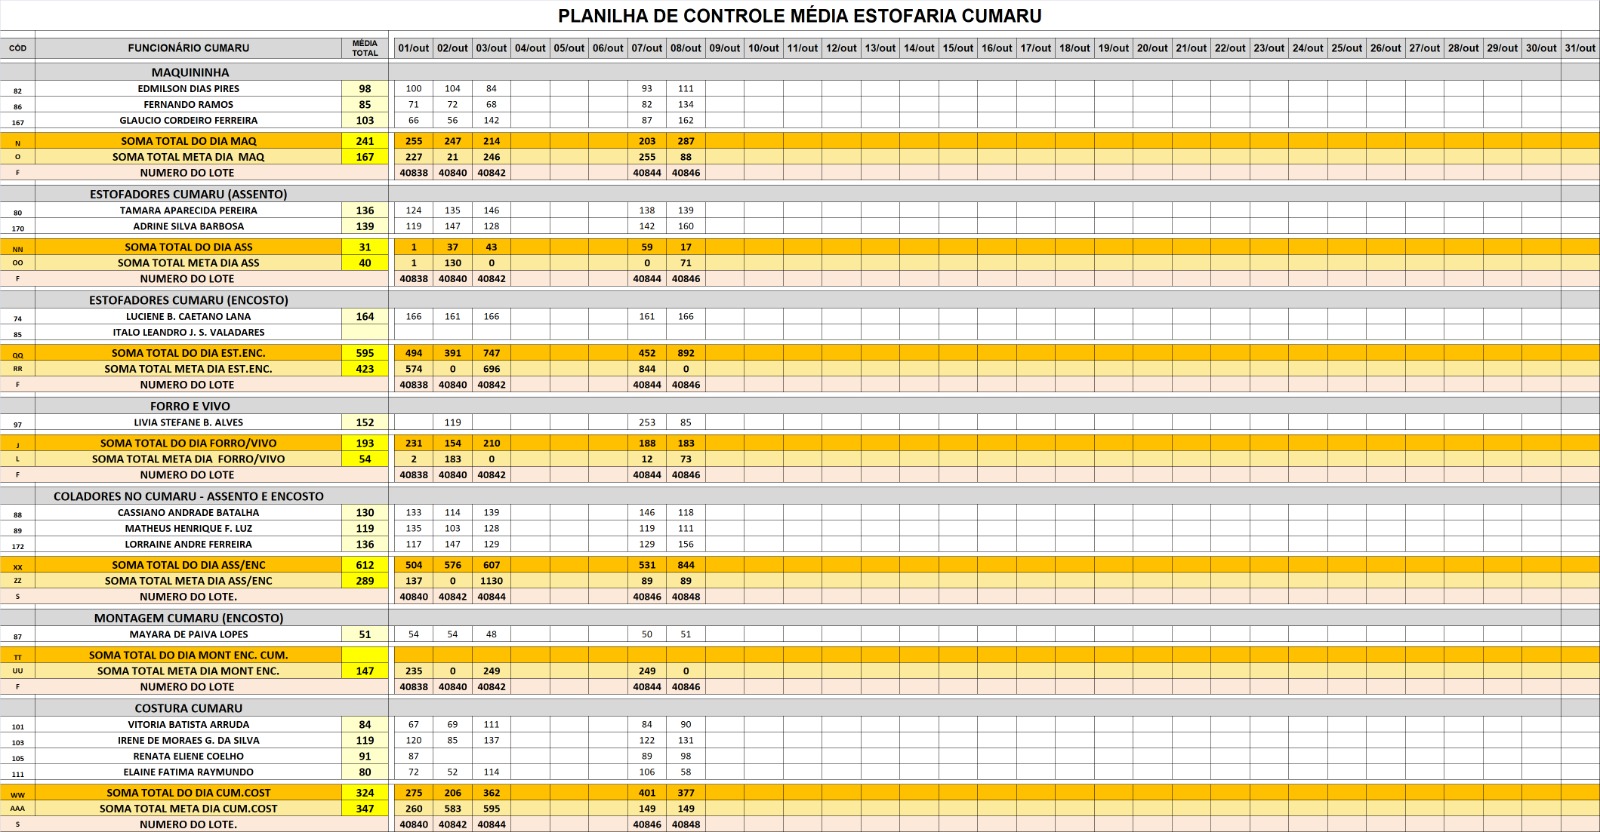 PLANILHA DE CONTROLE MÉDIA ESTOFARIA CUMARU
CÓD FUNCIONÁRIO CUMARU MÉDIA TOTAL 01/out 02/out 03/out 04/out 05/out 06/out 07/out 08/out 09/out 10/out 11/out 12/out 13/out 14/out 15/out 16/out 17/out 18/out 19/out 20/out 21/out 22/out 23/out 24/out 25/out 26/out 27/out 28/out 29/out 30/out 31/out
MAQUININHA
82 EDMILSON DIAS PIRES 98 100 104 84 93 111
86 FERNANDO RAMOS 85 71 72 68 82 134
167 GLAUCIO CORDEIRO FERREIRA 103 66 56 142 87 162
N SOMA TOTAL DO DIA MAQ 241 255 247 214 203 287
O SOMA TOTAL META DIA MAQ 167 227 21 246 255 88
F NUMERO DO LOTE 40838 40840 40842 40844 40846
ESTOFADORES CUMARU (ASSENTO)
80 TAMARA APARECIDA PEREIRA 136 124 135 146 138 139
170 ADRINE SILVA BARBOSA 139 119 147 128 142 160
NN SOMA TOTAL DO DIA ASS 31 1 37 43 59 17
OO SOMA TOTAL META DIA ASS 40 1 130 0 0 71
F NUMERO DO LOTE 40838 40840 40842 40844 40846
ESTOFADORES CUMARU (ENCOSTO)
74 LUCIENE B. CAETANO LANA 164 166 161 166 161 166
85 ITALO LEANDRO J. S. VALADARES
QQ SOMA TOTAL DO DIA EST.ENC. 595 494 391 747 452 892
RR SOMA TOTAL META DIA EST.ENC. 423 574 0 696 844 0
F NUMERO DO LOTE 40838 40840 40842 40844 40846
FORRO E VIVO
97 LIVIA STEFANE B. ALVES 152 119 253 85
J SOMA TOTAL DO DIA FORRO/VIVO 193 231 154 210 188 183
L SOMA TOTAL META DIA FORRO/VIVO 54 2 183 0 12 73
F NUMERO DO LOTE 40838 40840 40842 40844 40846
COLADORES NO CUMARU - ASSENTO E ENCOSTO
88 CASSIANO ANDRADE BATALHA 130 133 114 139 146 118
89 MATHEUS HENRIQUE F. LUZ 119 135 103 128 119 111
172 LORRAINE ANDRE FERREIRA 136 117 147 129 129 156
XX SOMA TOTAL DO DIA ASS/ENC 612 504 576 607 531 844
ZZ SOMA TOTAL META DIA ASS/ENC 289 137 0 1130 89 89
S NUMERO DO LOTE. 40840 40842 40844 40846 40848
MONTAGEM CUMARU (ENCOSTO)
87 MAYARA DE PAIVA LOPES 51 54 54 48 50 51
TT SOMA TOTAL DO DIA MONT ENC. CUM.
UU SOMA TOTAL META DIA MONT ENC. 147 235 0 249 249 0
F NUMERO DO LOTE 40838 40840 40842 40844 40846
COSTURA CUMARU
101 VITORIA BATISTA ARRUDA 84 67 69 111 84 90
103 IRENE DE MORAES G. DA SILVA 119 120 85 137 122 131
105 RENATA ELIENE COELHO 91 87 89 98
111 ELAINE FATIMA RAYMUNDO 80 72 52 114 106 58
WW SOMA TOTAL DO DIA CUM.COST 324 275 206 362 401 377
AAA SOMA TOTAL META DIA CUM.COST 347 260 583 595 149 149
S NUMERO DO LOTE. 40840 40842 40844 40846 40848